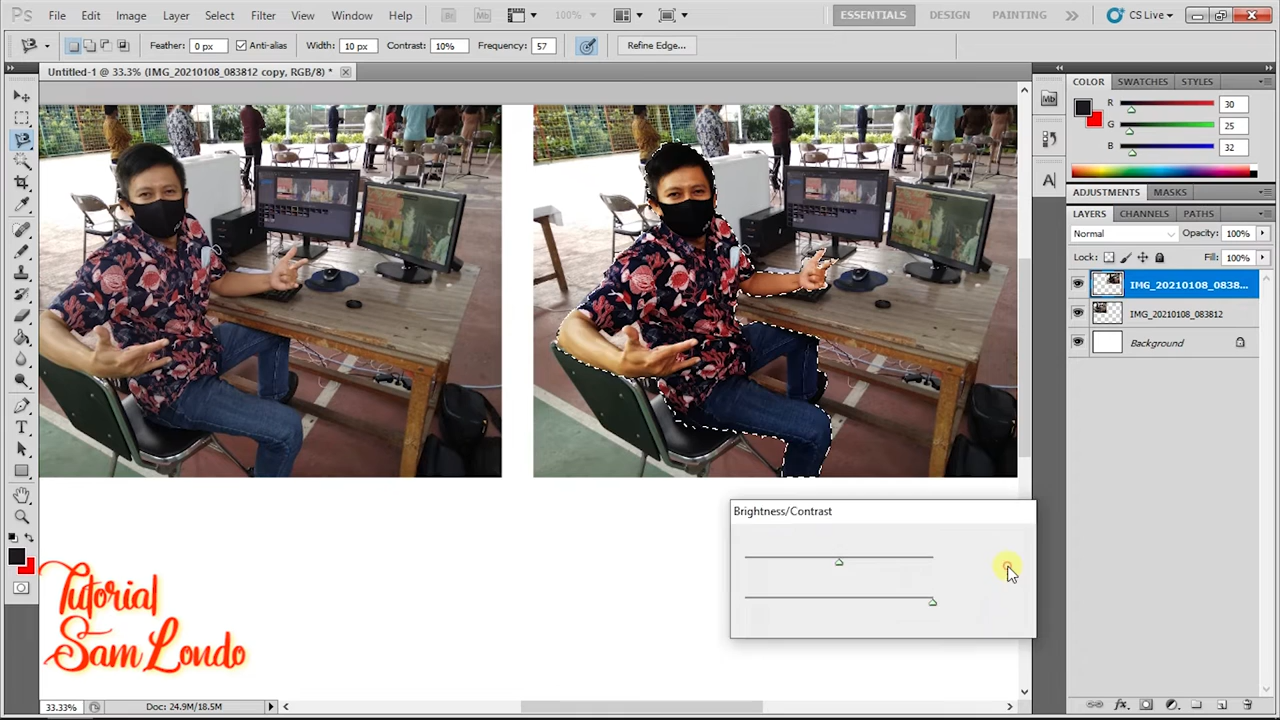 Ps File Edit Image Layer Select Filter View Window Help Br Mb 100% ESSENTIALS DESIGN PAINTING CS Live
Feather: 0 px Anti-alias Width: 10 px Contrast: 10% Frequency: 57 Refine Edge...
Untitled-1 @ 33.3% (IMG_20210108_083812 copy, RGB/8) *
COLOR SWATCHES STYLES
R 30
G 25
B 32
ADJUSTMENTS MASKS
LAYERS CHANNELS PATHS
Normal Opacity: 100%
Lock: Fill: 100%
IMG_20210108_0838...
IMG_20210108_083812
Background
Brightness/Contrast
Tutorial
Sam Londo
33.33% Doc: 24.9M/18.5M